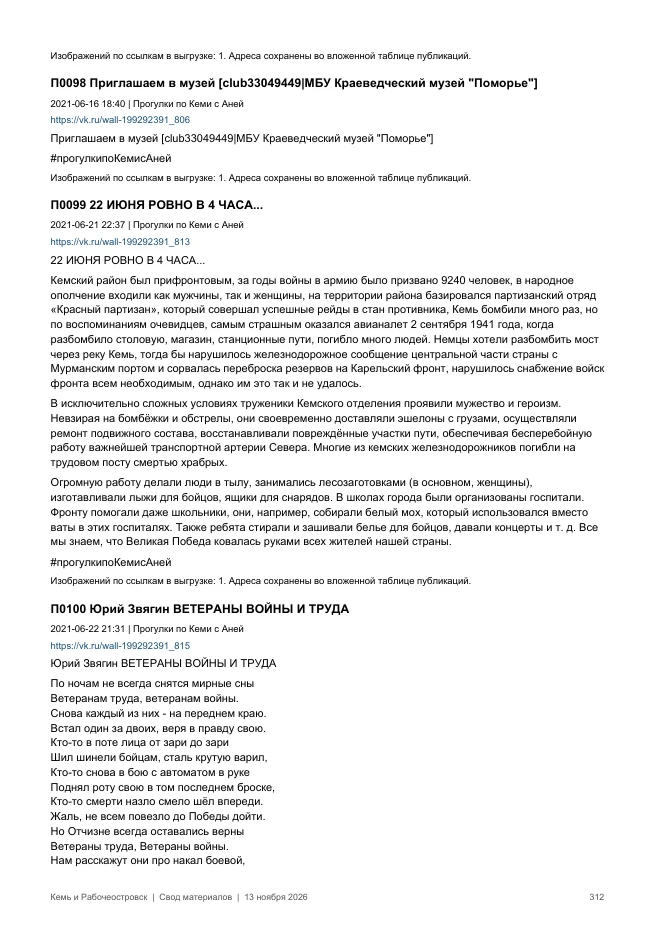 Изображений по ссылкам в выгрузке: 1. Адреса сохранены во вложенной таблице публикаций.
П0098 Приглашаем в музей [club33049449|МБУ Краеведческий музей "Поморье"]
2021-06-16 18:40 | Прогулки по Кеми с Аней
https://vk.ru/wall-199292391_806
Приглашаем в музей [club33049449|МБУ Краеведческий музей "Поморье"]
#прогулкипоКемисАней
Изображений по ссылкам в выгрузке: 1. Адреса сохранены во вложенной таблице публикаций.
П0099 22 ИЮНЯ РОВНО В 4 ЧАСА...
2021-06-21 22:37 | Прогулки по Кеми с Аней
https://vk.ru/wall-199292391_813
22 ИЮНЯ РОВНО В 4 ЧАСА...
Кемский район был прифронтовым, за годы войны в армию было призвано 9240 человек, в народное
ополчение входили как мужчины, так и женщины, на территории района базировался партизанский отряд
«Красный партизан», который совершал успешные рейды в стан противника, Кемь бомбили много раз, но
по воспоминаниям очевидцев, самым страшным оказался авианалет 2 сентября 1941 года, когда
разбомбило столовую, магазин, станционные пути, погибло много людей. Немцы хотели разбомбить мост
через реку Кемь, тогда бы нарушилось железнодорожное сообщение центральной части страны с
Мурманским портом и сорвалась переброска резервов на Карельский фронт, нарушилось снабжение войск
фронта всем необходимым, однако им это так и не удалось.
В исключительно сложных условиях труженики Кемского отделения проявили мужество и героизм.
Невзирая на бомбёжки и обстрелы, они своевременно доставляли эшелоны с грузами, осуществляли
ремонт подвижного состава, восстанавливали повреждённые участки пути, обеспечивая бесперебойную
работу важнейшей транспортной артерии Севера. Многие из кемских железнодорожников погибли на
трудовом посту смертью храбрых.
Огромную работу делали люди в тылу, занимались лесозаготовками (в основном, женщины),
изготавливали лыжи для бойцов, ящики для снарядов. В школах города были организованы госпитали.
Фронту помогали даже школьники, они, например, собирали белый мох, который использовался вместо
ваты в этих госпиталях. Также ребята стирали и зашивали белье для бойцов, давали концерты и т. д. Все
мы знаем, что Великая Победа ковалась руками всех жителей нашей страны.
#прогулкипоКемисАней
Изображений по ссылкам в выгрузке: 1. Адреса сохранены во вложенной таблице публикаций.
П0100 Юрий Звягин ВЕТЕРАНЫ ВОЙНЫ И ТРУДА
2021-06-22 21:31 | Прогулки по Кеми с Аней
https://vk.ru/wall-199292391_815
Юрий Звягин ВЕТЕРАНЫ ВОЙНЫ И ТРУДА
По ночам не всегда снятся мирные сны
Ветеранам труда, ветеранам войны.
Снова каждый из них - на переднем краю.
Встал один за двоих, веря в правду свою.
Кто-то в поте лица от зари до зари
Шил шинели бойцам, сталь крутую варил,
Кто-то снова в бою с автоматом в руке
Поднял роту свою в том последнем броске,
Кто-то смерти назло смело шёл впереди.
Жаль, не всем повезло до Победы дойти.
Но Отчизне всегда оставались верны
Ветераны труда, Ветераны войны.
Нам расскажут они про накал боевой,
Кемь и Рабочеостровск | Свод материалов | 13 ноября 2026
312